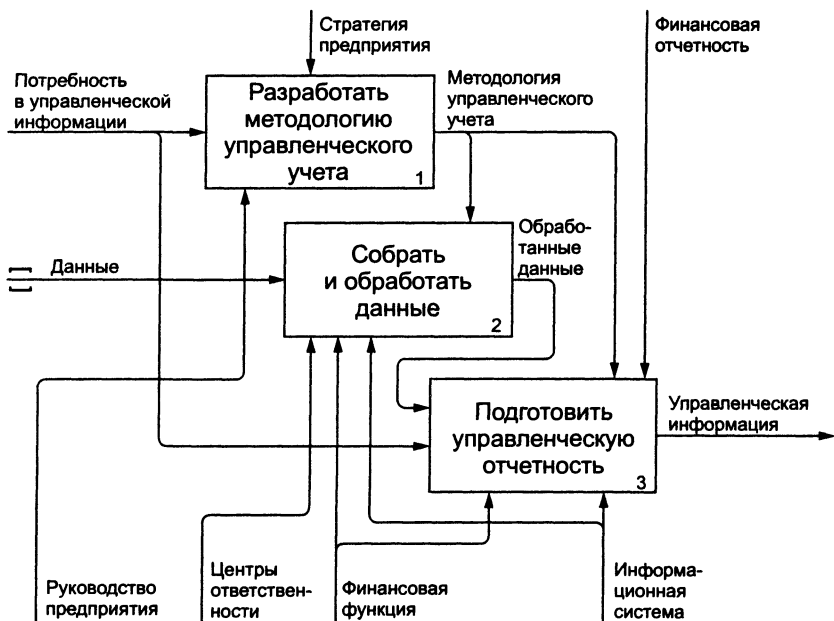 Стратегия
предприятия
Финансовая
отчетность
Потребность
в управленческой
информации
Разработать
методологию
управленческого
учета
1
Методология
управленческого
учета
Данные
Собрать
и обработать
данные
2
Обрабо-
танные
данные
Подготовить
управленческую
отчетность
3
Управленческая
информация
Руководство
предприятия
Центры
ответствен-
ности
Финансовая
функция
Информа-
ционная
система